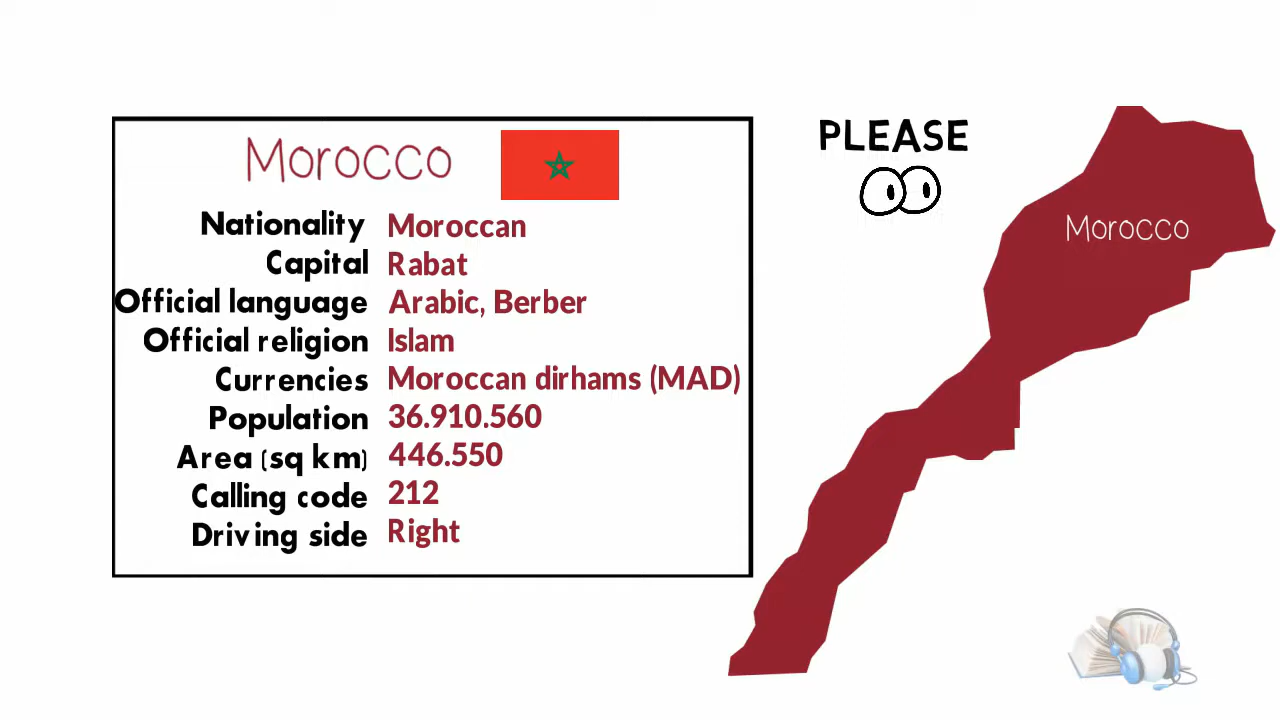 Morocco
Nationality Moroccan
Capital Rabat
Official language Arabic, Berber
Official religion Islam
Currencies Moroccan dirhams (MAD)
Population 36.910.560
Area (sq km) 446.550
Calling code 212
Driving side Right
PLEASE
Morocco